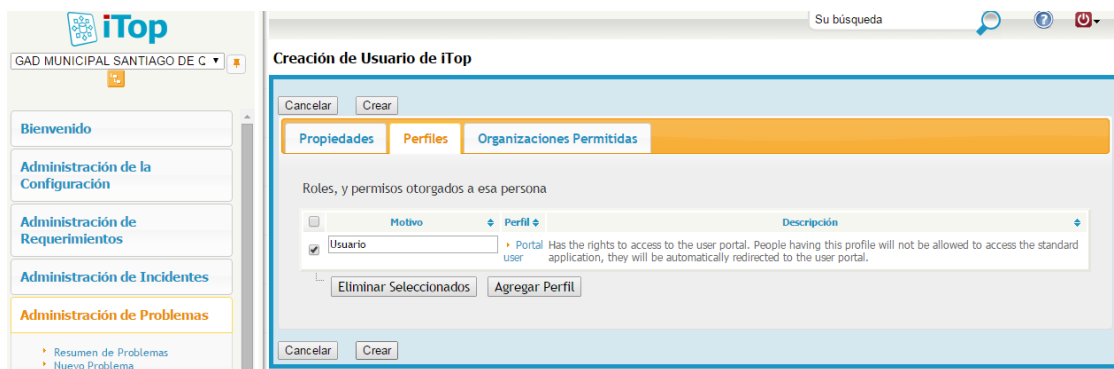 iTop
GAD MUNICIPAL SANTIAGO DE Q
Bienvenido
Administración de la
Configuración
Administración de
Requerimientos
Administración de Incidentes
Administración de Problemas
Resumen de Problemas
Nuevo Problema
Su búsqueda
Creación de Usuario de iTop
Cancelar Crear
Propiedades Perfiles Organizaciones Permitidas
Roles, y permisos otorgados a esa persona
Motivo Perfil Descripción
Usuario Portal Has the rights to access to the user portal. People having this profile will not be allowed to access the standard
user application, they will be automatically redirected to the user portal.
Eliminar Seleccionados Agregar Perfil
Cancelar Crear